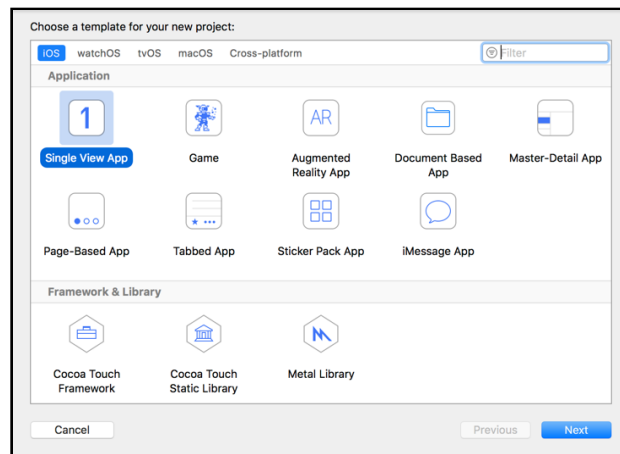 Choose a template for your new project:
iOS watchOS tvOS macOS Cross-platform Filter
Application
1 AR
Single View App Game Augmented Reality App Document Based App Master-Detail App
Page-Based App Tabbed App Sticker Pack App iMessage App
Framework & Library
Cocoa Touch Framework Cocoa Touch Static Library Metal Library
Cancel Previous Next